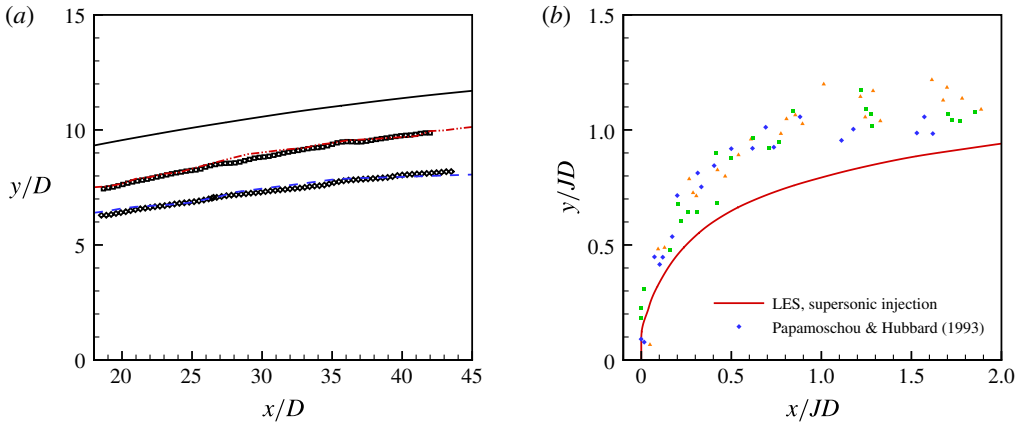 (a)
15
10
5
0
y/D
20
25
30
35
40
45
x/D
(b)
1.5
1.0
0.5
0
y/JD
LES, supersonic injection
Papamoschou & Hubbard (1993)
0
0.5
1.0
1.5
2.0
x/JD